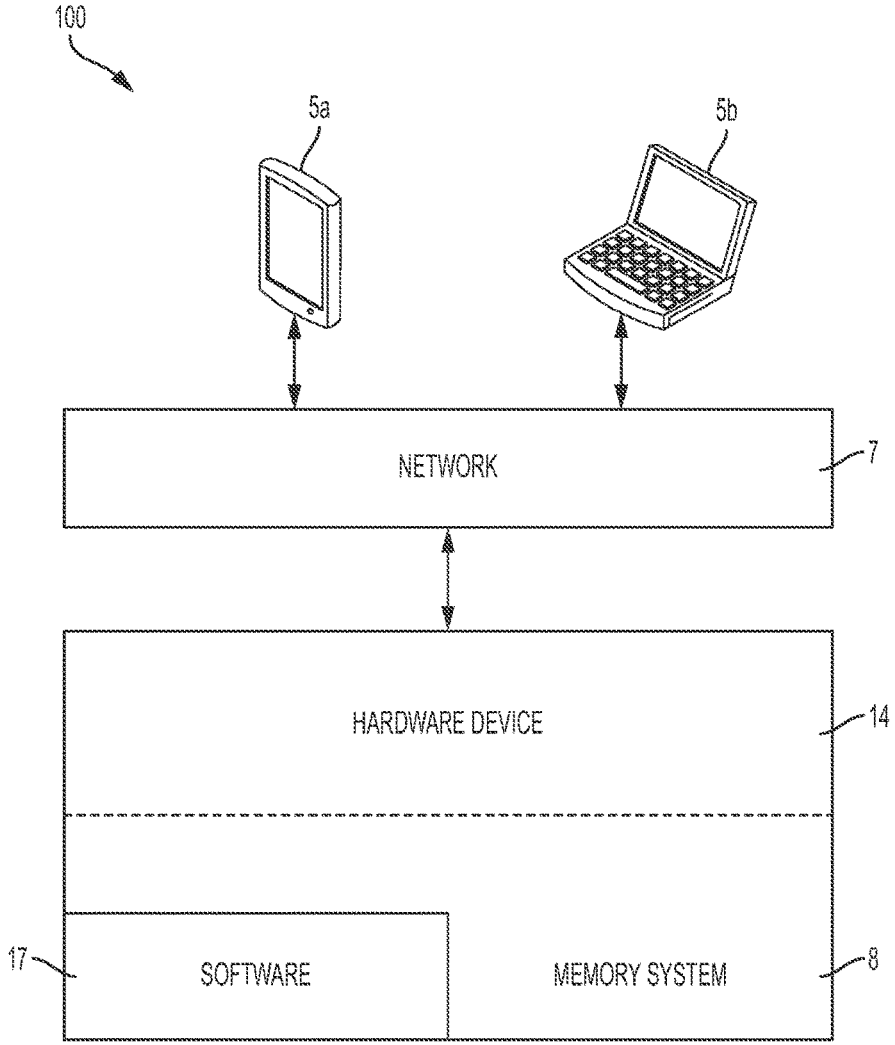 100
5a
5b
NETWORK
7
HARDWARE DEVICE
14
17
SOFTWARE
MEMORY SYSTEM
8